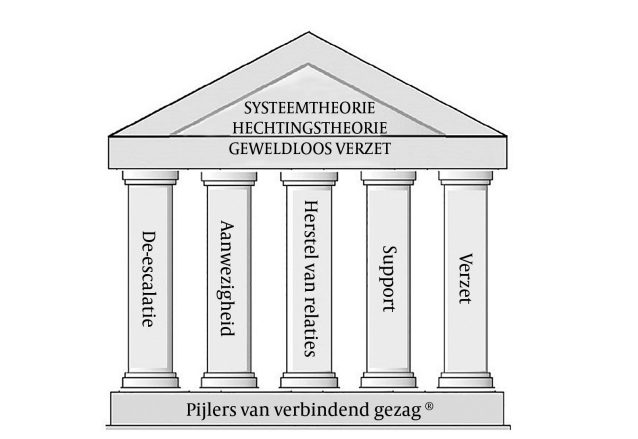 SYSTEEMTHEORIE
HECHTINGSTHEORIE
GEWELDLOOS VERZET
De-escalatie
Aanwezigheid
Herstel van relaties
Support
Verzet
Pijlers van verbindend gezag ®